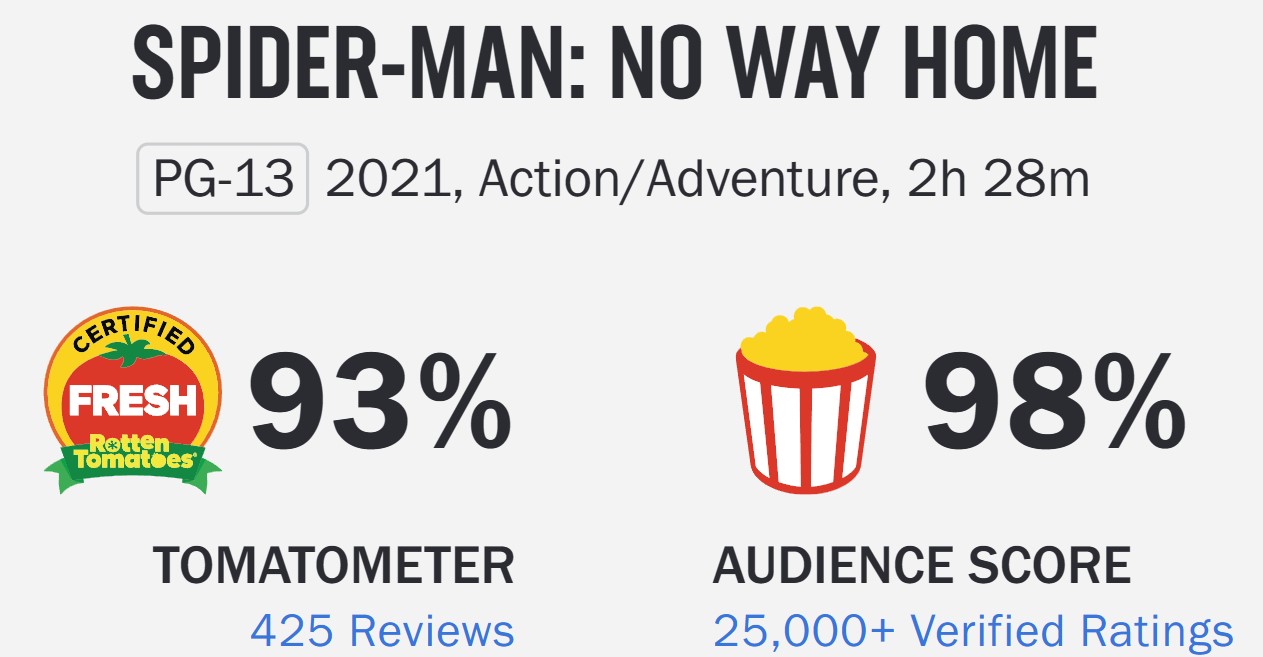 SPIDER-MAN: NO WAY HOME
PG-13 2021, Action/Adventure, 2h 28m
CERTIFIED
FRESH
Rotten
Tomatoes®
93%
98%
TOMATOMETER
AUDIENCE SCORE
425 Reviews
25,000+ Verified Ratings